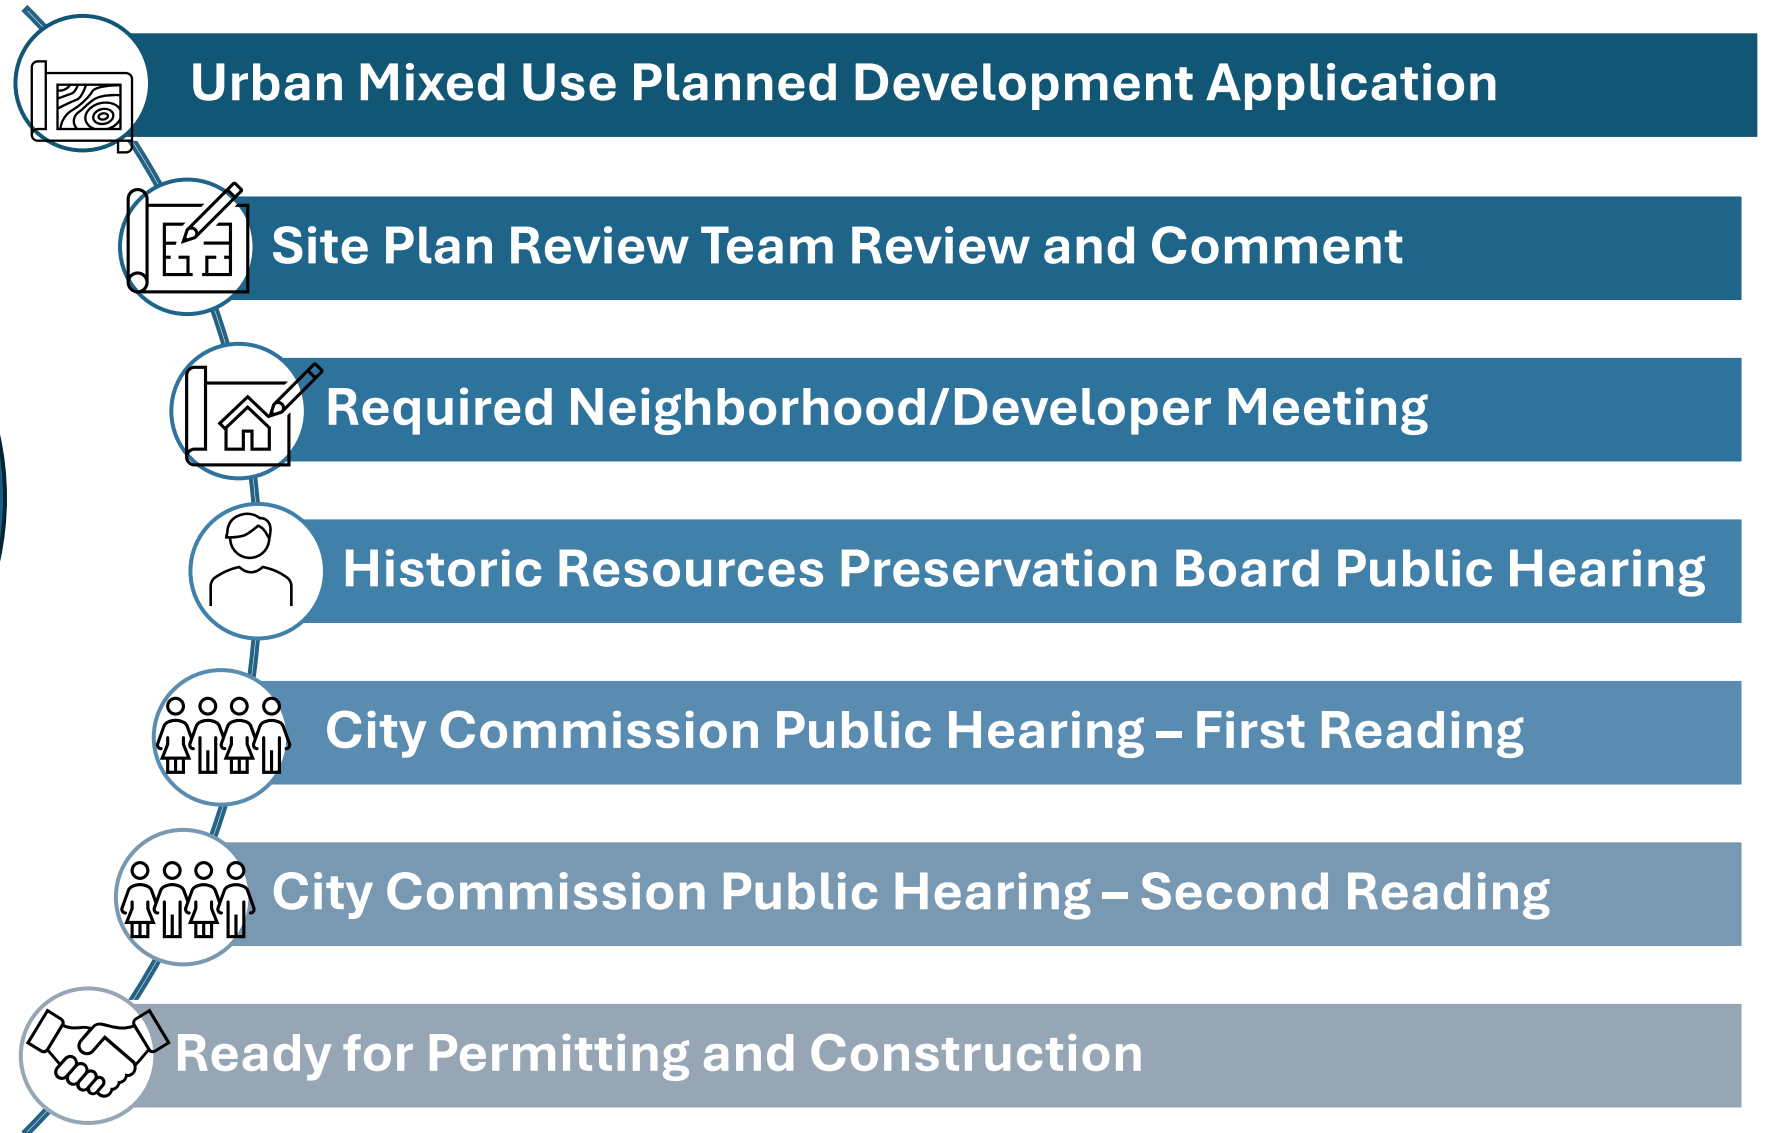 Urban Mixed Use Planned Development Application
Site Plan Review Team Review and Comment
Required Neighborhood/Developer Meeting
Historic Resources Preservation Board Public Hearing
City Commission Public Hearing – First Reading
City Commission Public Hearing – Second Reading
Ready for Permitting and Construction